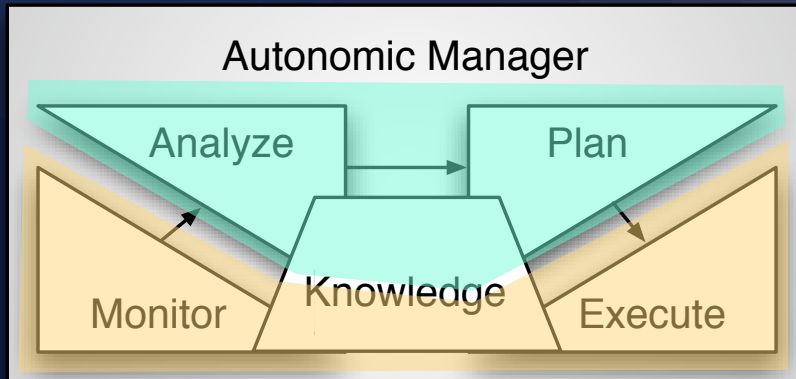 Autonomic Manager
Analyze
Plan
Monitor
Knowledge
Execute